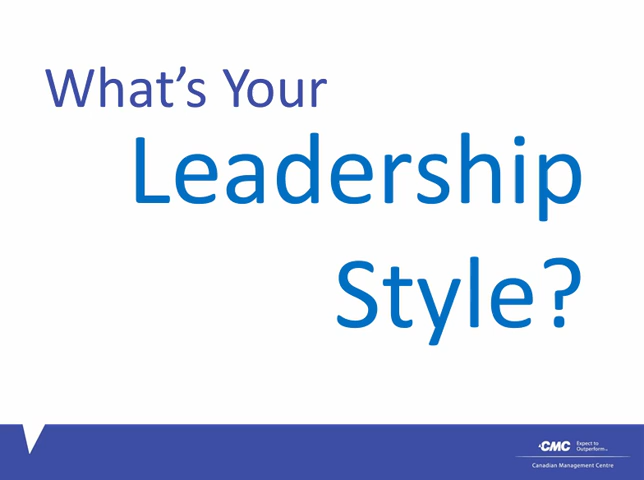 What's Your
Leadership
Style?
CMC
Expect to
Outperform
Canadian Management Centre